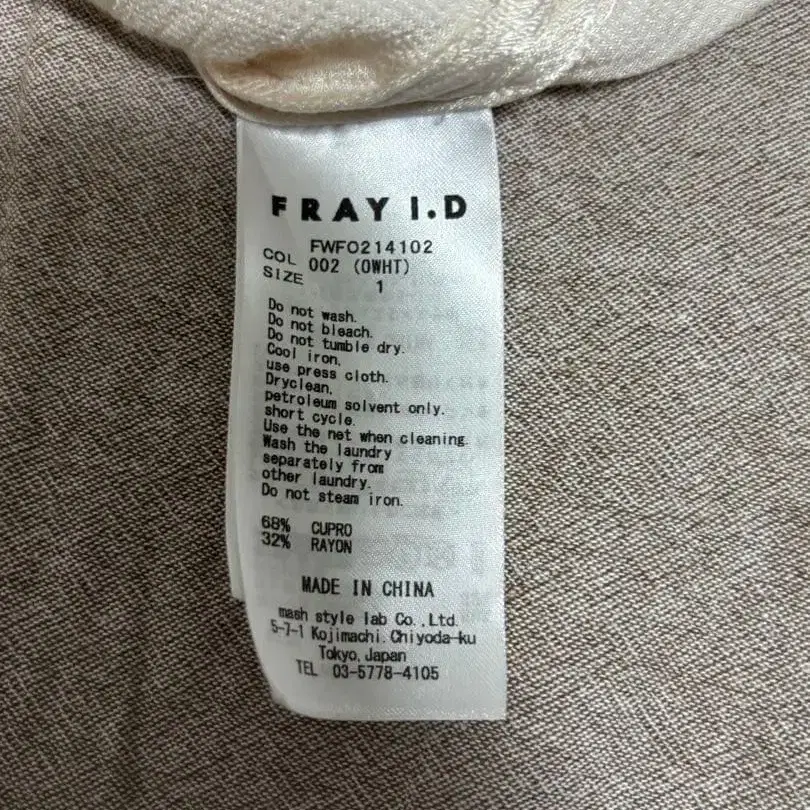 FRAY I.D
FWFO214102
COL 002 (OWHT)
SIZE 1
Do not wash.
Do not bleach.
Do not tumble dry.
Cool iron,
use press cloth.
Dryclean,
petroleum solvent only.
short cycle.
Use the net when cleaning.
Wash the laundry
separately from
other laundry.
Do not steam iron.
68% CUPRO
32% RAYON
MADE IN CHINA
mash style lab Co.,Ltd.
5-7-1 Kojimachi.Chiyoda-ku
Tokyo,Japan
TEL 03-5778-4105